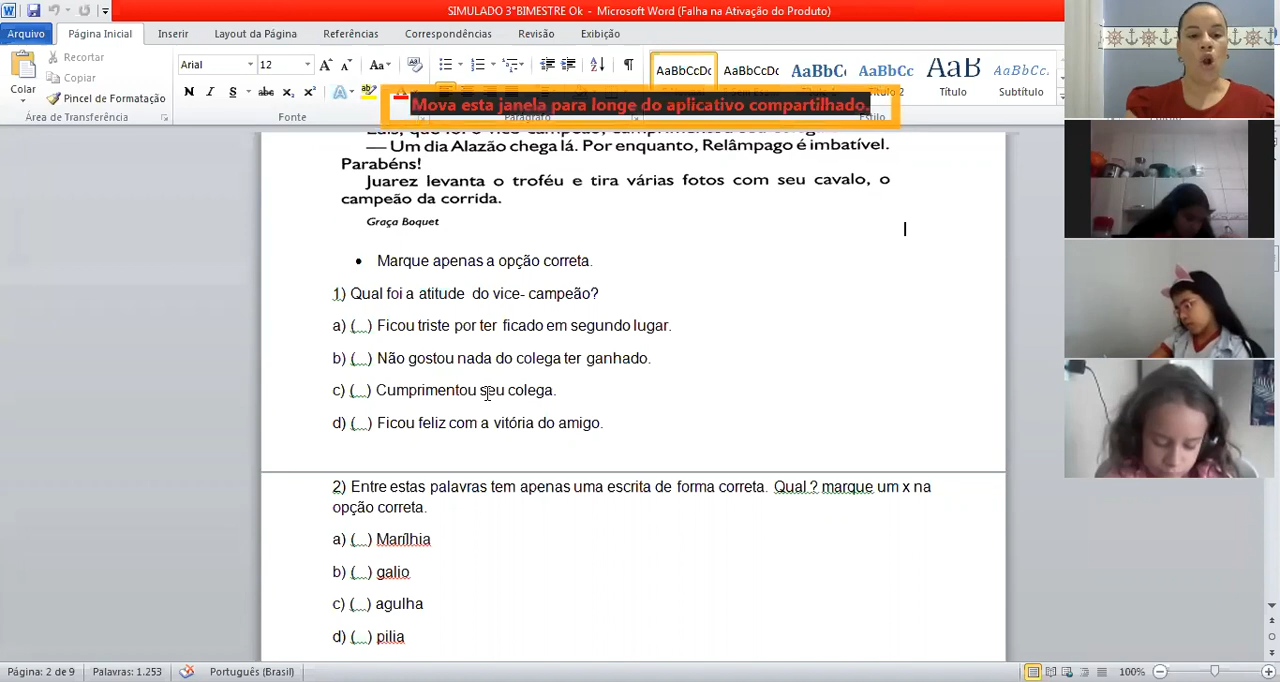 SIMULADO 3°BIMESTRE Ok - Microsoft Word (Falha na Ativação do Produto)
Arquivo Página Inicial Inserir Layout da Página Referências Correspondências Revisão Exibição
Recortar
Copiar
Pincel de Formatação
Colar
Área de Transferência
Arial 12
N I S abc x₂ x²
Fonte
AaBbCcDc AaBbCcDc AaBbC AaBbCc AaB AaBbCc.
Título 2 Título Subtítulo
Estilo
Mova esta janela para longe do aplicativo compartilhado.
— Um dia Alazão chega lá. Por enquanto, Relâmpago é imbatível.
Parabéns!
Juarez levanta o troféu e tira várias fotos com seu cavalo, o
campeão da corrida.
Graça Boquet
• Marque apenas a opção correta.
1) Qual foi a atitude do vice- campeão?
a) (...) Ficou triste por ter ficado em segundo lugar.
b) (...) Não gostou nada do colega ter ganhado.
c) (...) Cumprimentou seu colega.
d) (...) Ficou feliz com a vitória do amigo.
2) Entre estas palavras tem apenas uma escrita de forma correta. Qual ? marque um x na
opção correta.
a) (...) Marílhia
b) (...) galio
c) (...) agulha
d) (...) pilia
Página: 2 de 9 Palavras: 1.253 Português (Brasil) 100%